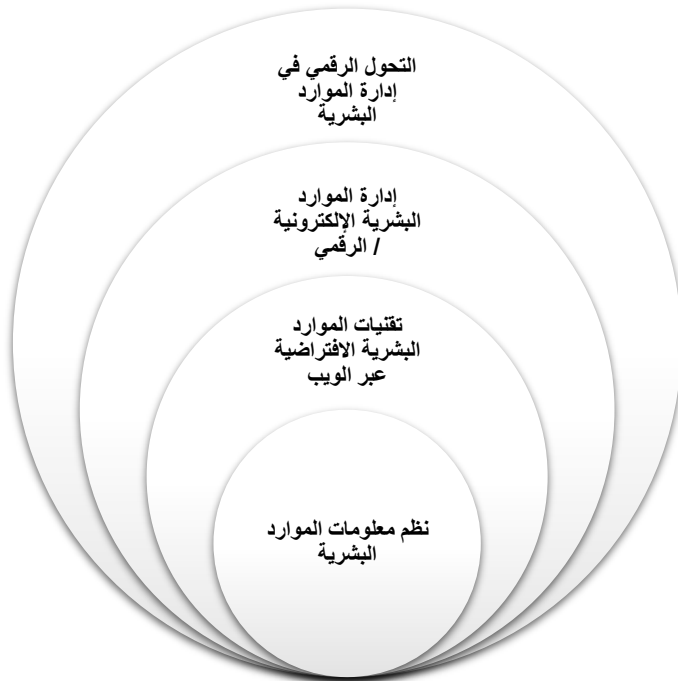 التحول الرقمي في
إدارة الموارد
البشرية
إدارة الموارد
البشرية الإلكترونية
/ الرقمي
تقنيات الموارد
البشرية الافتراضية
عبر الويب
نظم معلومات الموارد
البشرية